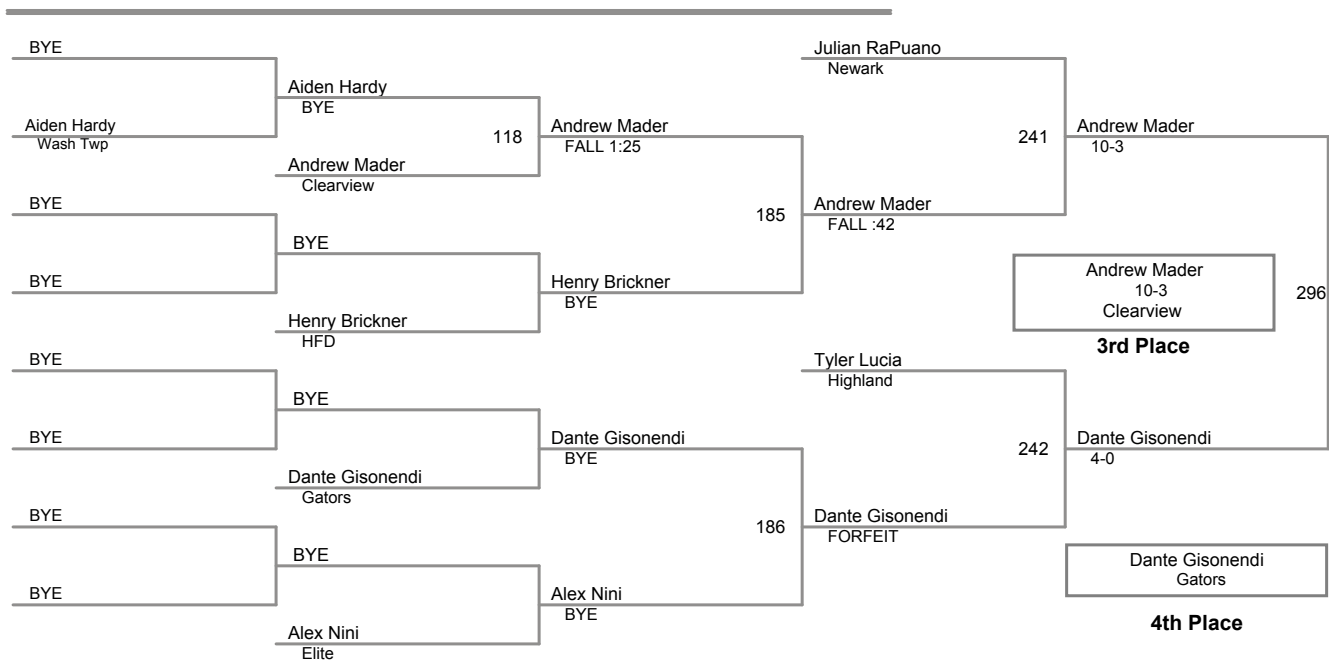 BYE
Julian RaPuano
Newark
Aiden Hardy
BYE
Aiden Hardy
Wash Twp
118
Andrew Mader
FALL 1:25
241
Andrew Mader
10-3
Andrew Mader
Clearview
BYE
185
Andrew Mader
FALL :42
BYE
Andrew Mader
10-3
Clearview
BYE
Henry Brickner
BYE
296
Henry Brickner
HFD
3rd Place
BYE
Tyler Lucia
Highland
BYE
BYE
Dante Gisonendi
BYE
242
Dante Gisonendi
4-0
Dante Gisonendi
Gators
BYE
186
Dante Gisonendi
FORFEIT
BYE
Dante Gisonendi
Gators
BYE
Alex Nini
BYE
4th Place
Alex Nini
Elite